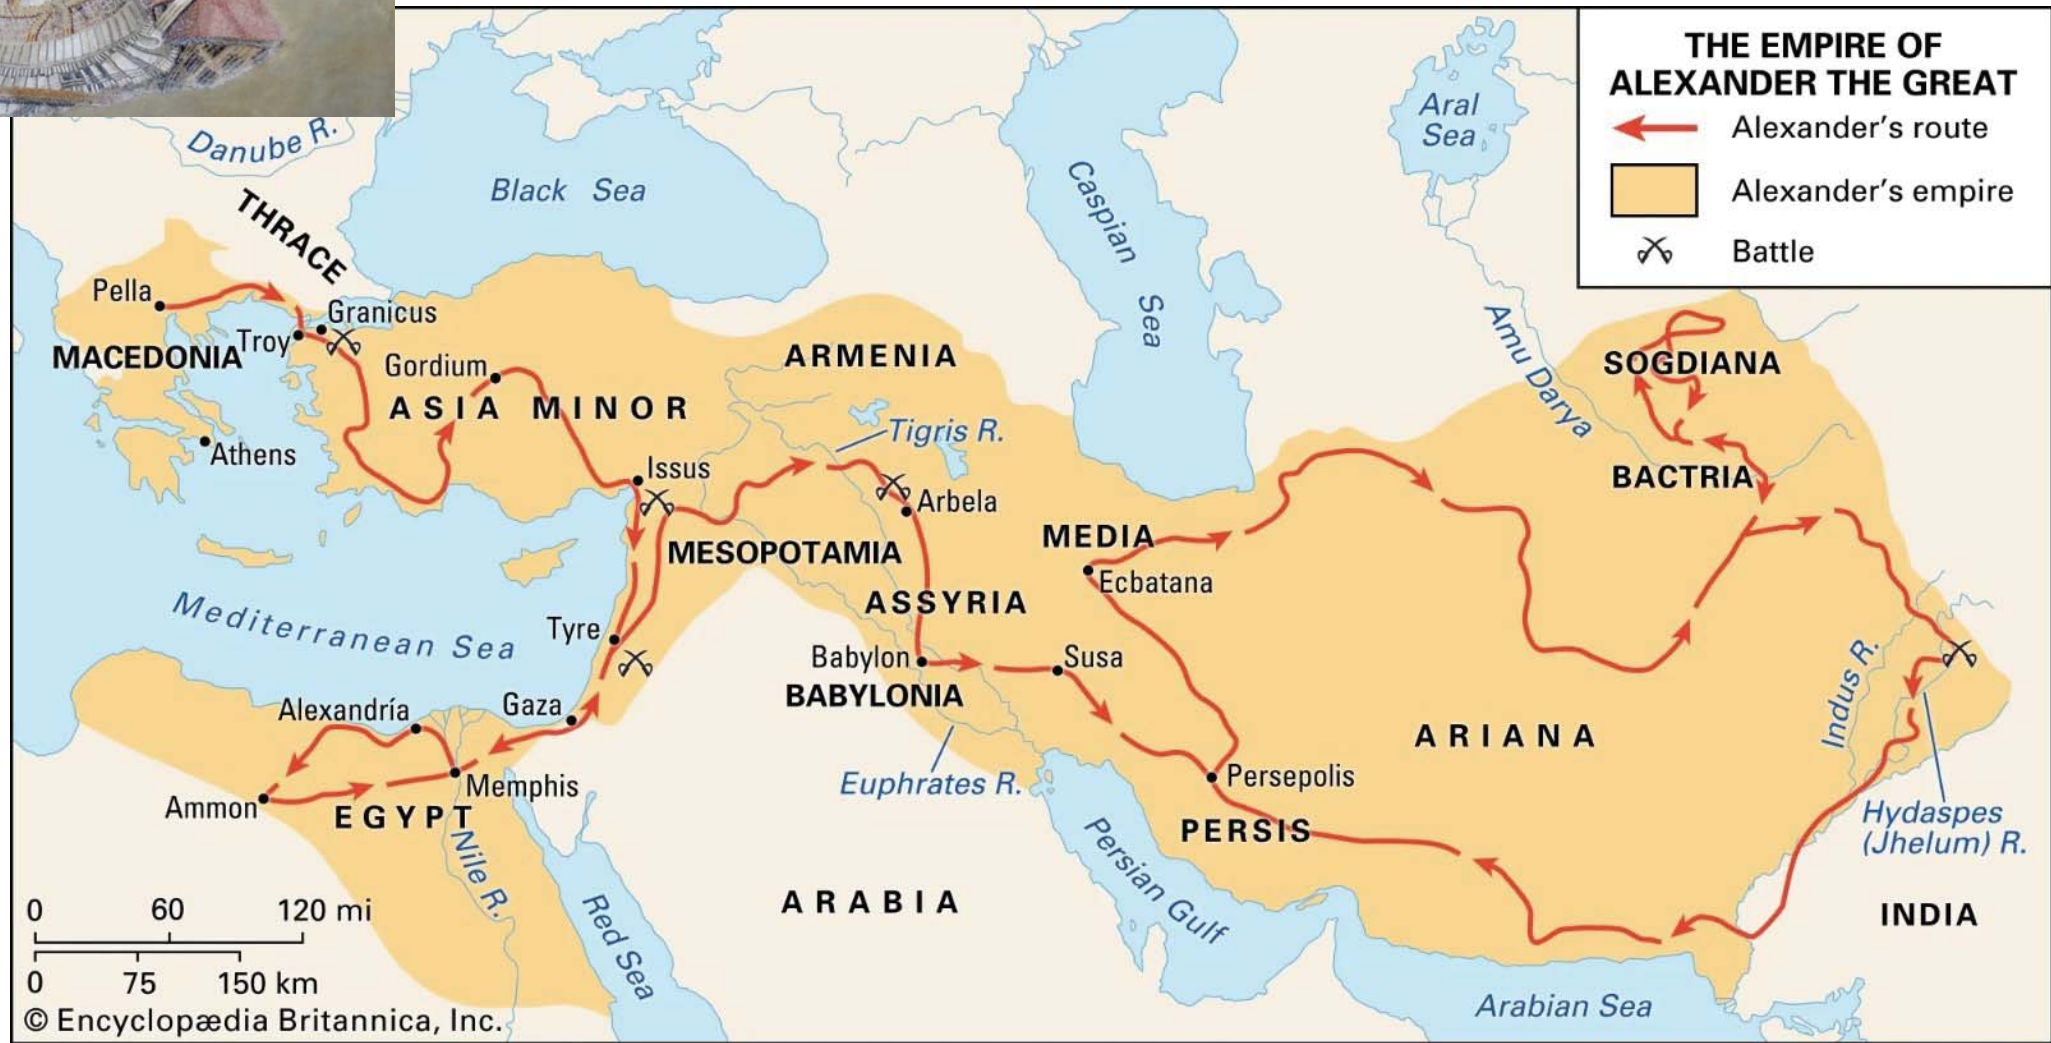 THE EMPIRE OF
ALEXANDER THE GREAT
Alexander's route
Alexander's empire
Battle
Danube R.
THRACE
Black Sea
Caspian
Sea
Aral
Sea
Amu Darya
Pella
Granicus
Troy
MACEDONIA
Gordium
ASIA MINOR
Athens
ARMENIA
Tigris R.
SOGDIANA
BACTRIA
Issus
Arbela
MESOPOTAMIA
MEDIA
Ecbatana
ASSYRIA
Mediterranean Sea
Tyre
Babylon
BABYLONIA
Susa
Gaza
Alexandría
Ammon
Memphis
EGYPT
Nile R.
Euphrates R.
Persepolis
PERSIS
ARIANA
Indus R.
Hydaspes
(Jhelum) R.
INDIA
ARABIA
Persian Gulf
Red Sea
Arabian Sea
0 60 120 mi
0 75 150 km
© Encyclopædia Britannica, Inc.